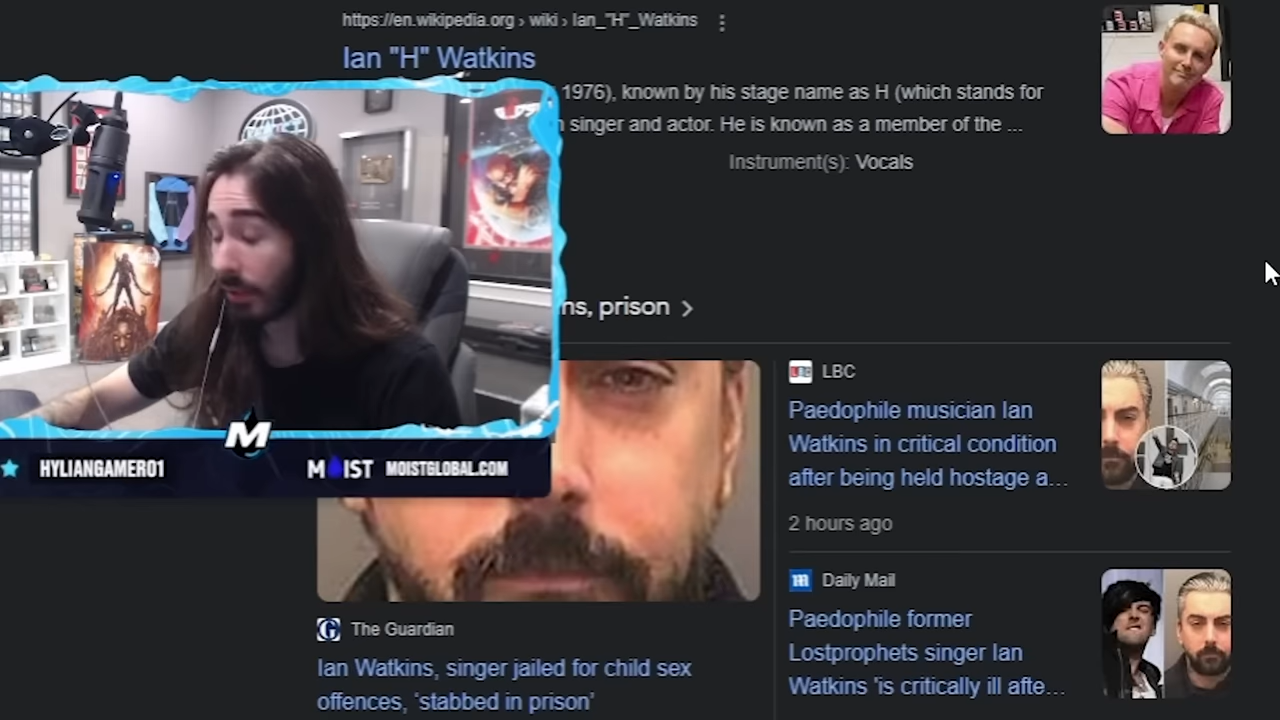 https://en.wikipedia.org › wiki › Ian_"H"_Watkins
Ian "H" Watkins
1976), known by his stage name as H (which stands for
singer and actor. He is known as a member of the ...
Instrument(s): Vocals
prison >
LBC
Paedophile musician Ian
Watkins in critical condition
after being held hostage a...
2 hours ago
Daily Mail
Paedophile former
Lostprophets singer Ian
Watkins 'is critically ill afte...
The Guardian
Ian Watkins, singer jailed for child sex
offences, ‘stabbed in prison’
M
HYLIANGAMER01
MOIST
MOISTGLOBAL.COM